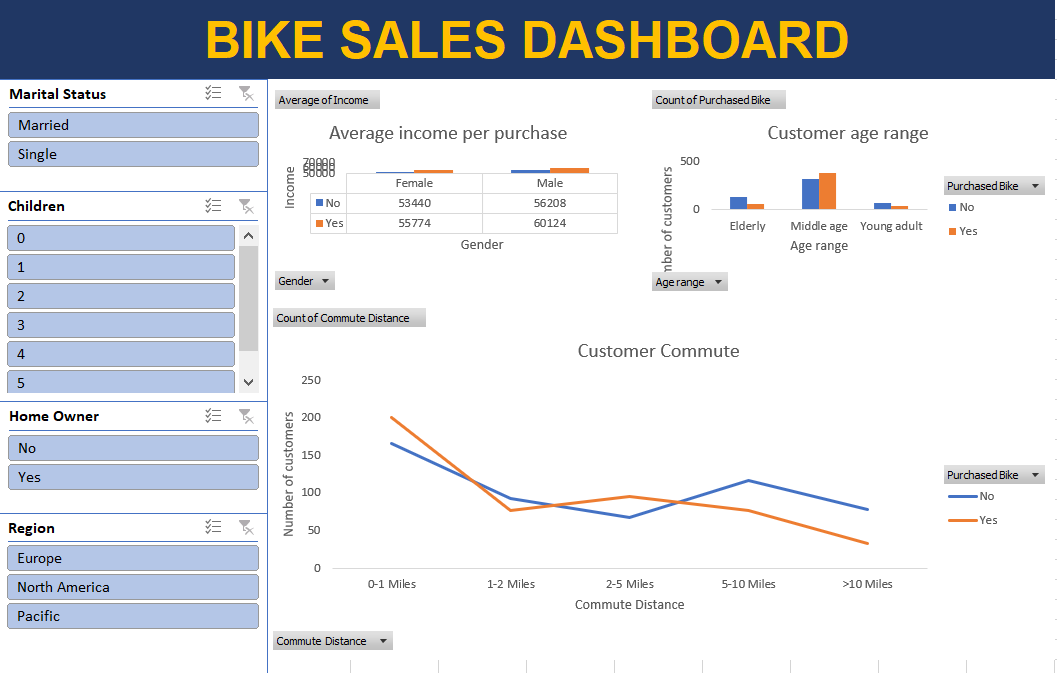 BIKE SALES DASHBOARD
Marital Status
Married
Single
Children
0
1
2
3
4
5
Home Owner
No
Yes
Region
Europe
North America
Pacific
Average of Income
Average income per purchase
70000
60000
50000
Income
Female Male
No 53440 56208
Yes 55774 60124
Gender
Gender
Count of Purchased Bike
Customer age range
500
0
of customers
Elderly Middle age Young adult
Age range
Purchased Bike
No
Yes
Age range
Count of Commute Distance
Customer Commute
250
200
150
100
50
0
Number of customers
0-1 Miles 1-2 Miles 2-5 Miles 5-10 Miles >10 Miles
Commute Distance
Purchased Bike
No
Yes
Commute Distance